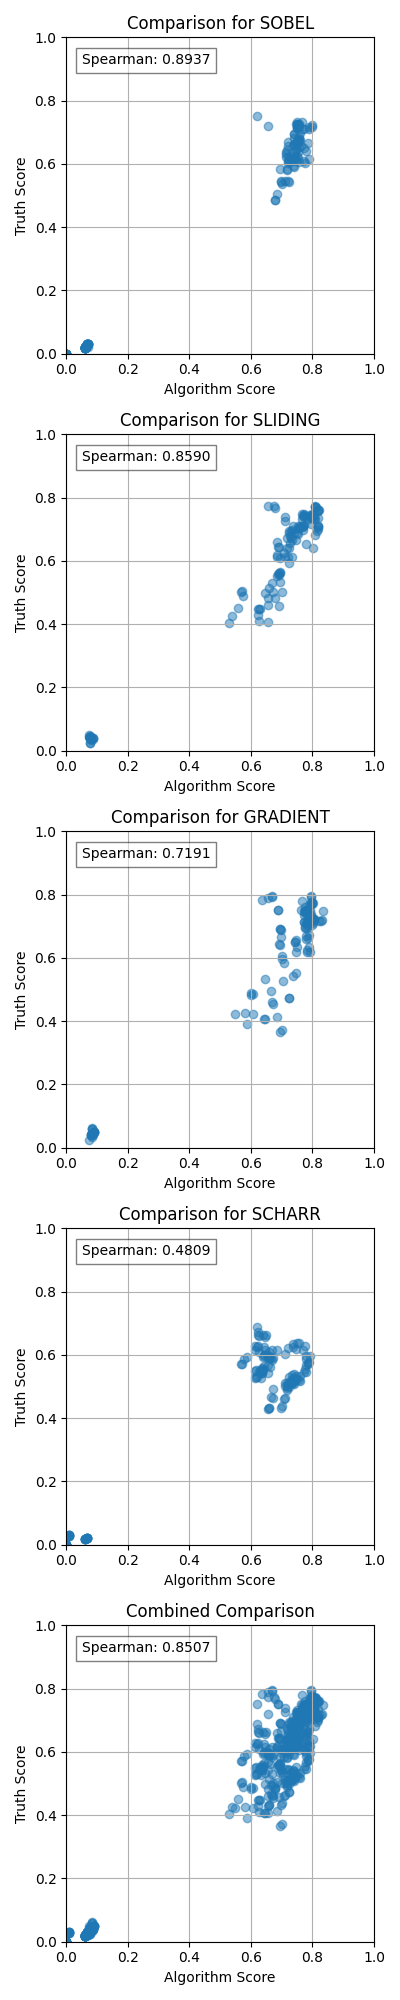 Comparison for SOBEL
1.0
Spearman: 0.8937
0.8
0.6
Truth Score
0.4
0.2
0.0
0.0 0.2 0.4 0.6 0.8 1.0
Algorithm Score
Comparison for SLIDING
1.0
Spearman: 0.8590
0.8
0.6
Truth Score
0.4
0.2
0.0
0.0 0.2 0.4 0.6 0.8 1.0
Algorithm Score
Comparison for GRADIENT
1.0
Spearman: 0.7191
0.8
0.6
Truth Score
0.4
0.2
0.0
0.0 0.2 0.4 0.6 0.8 1.0
Algorithm Score
Comparison for SCHARR
1.0
Spearman: 0.4809
0.8
0.6
Truth Score
0.4
0.2
0.0
0.0 0.2 0.4 0.6 0.8 1.0
Algorithm Score
Combined Comparison
1.0
Spearman: 0.8507
0.8
0.6
Truth Score
0.4
0.2
0.0
0.0 0.2 0.4 0.6 0.8 1.0
Algorithm Score